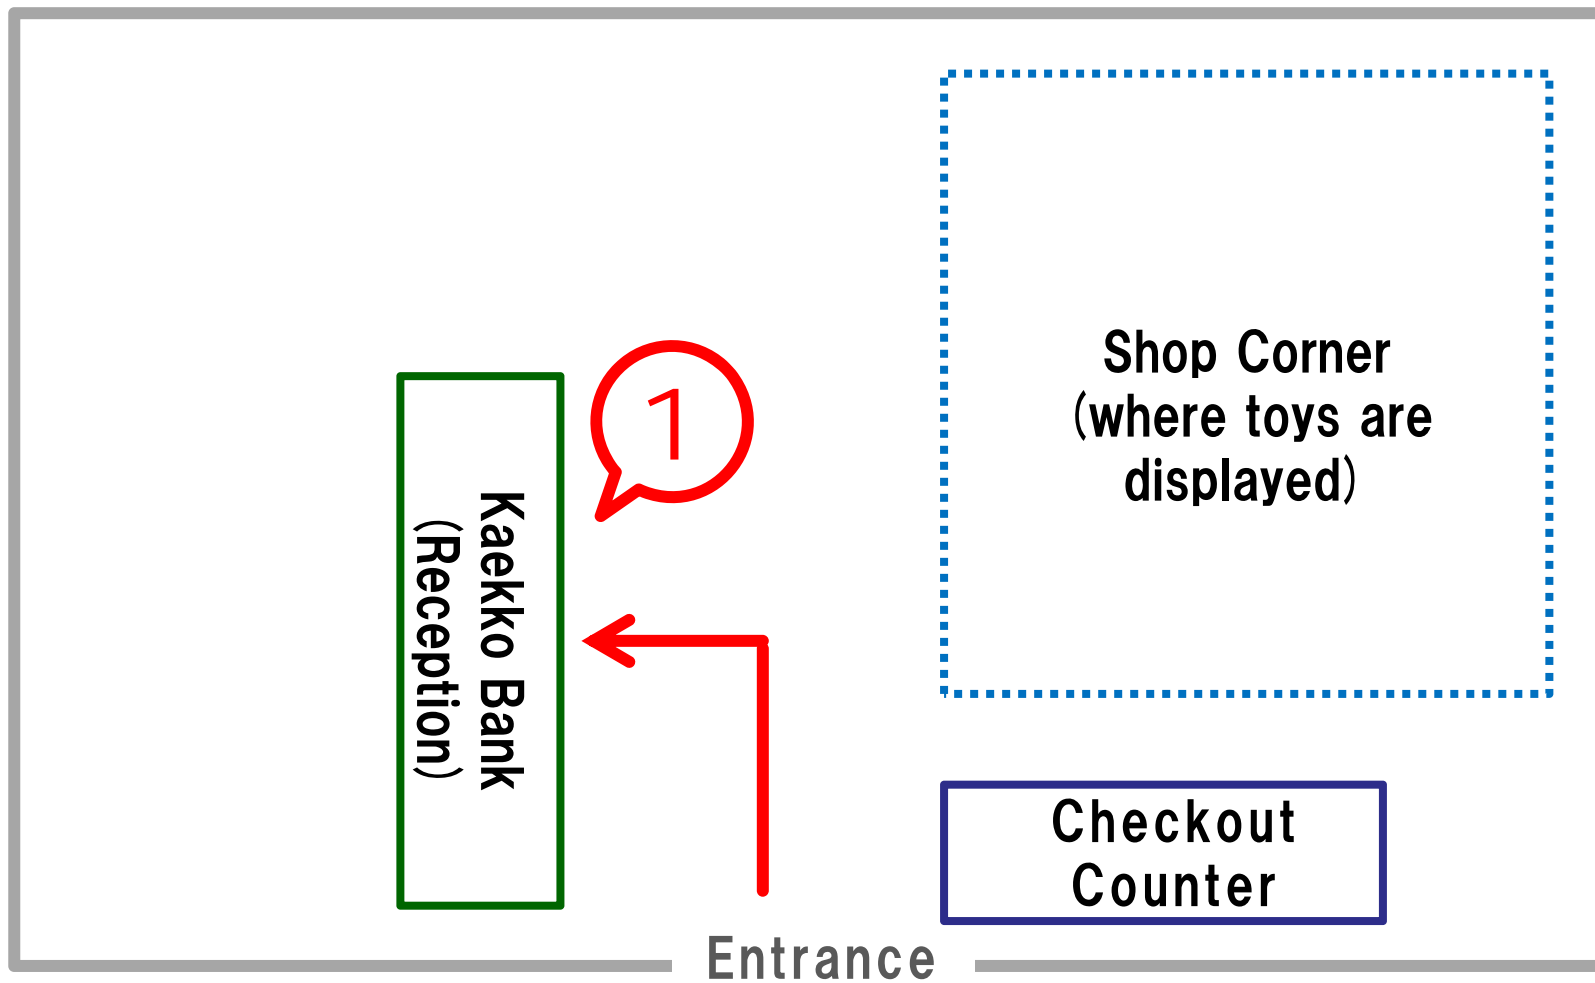 Shop Corner
(where toys are
displayed)
1
Kaekko Bank
(Reception)
Checkout
Counter
Entrance